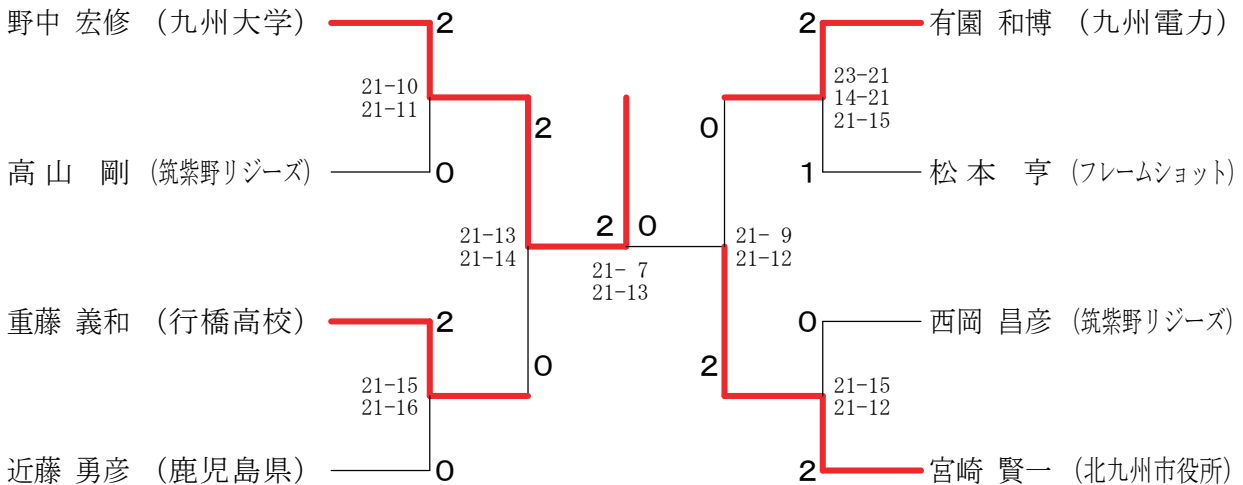 野中 宏修 （九州大学） 2
2 有園 和博 （九州電力）
21-10
21-11
23-21
14-21
21-15
2
0
高山 剛 (筑紫野リジーズ) 0
1 松本 亨 (フレームショット)
21-13
21-14
2 0
21- 7
21-13
21- 9
21-12
重藤 義和 （行橋高校） 2
0 西岡 昌彦 (筑紫野リジーズ)
0
2
21-15
21-16
21-15
21-12
近藤 勇彦 （鹿児島県） 0
2 宮崎 賢一 (北九州市役所)